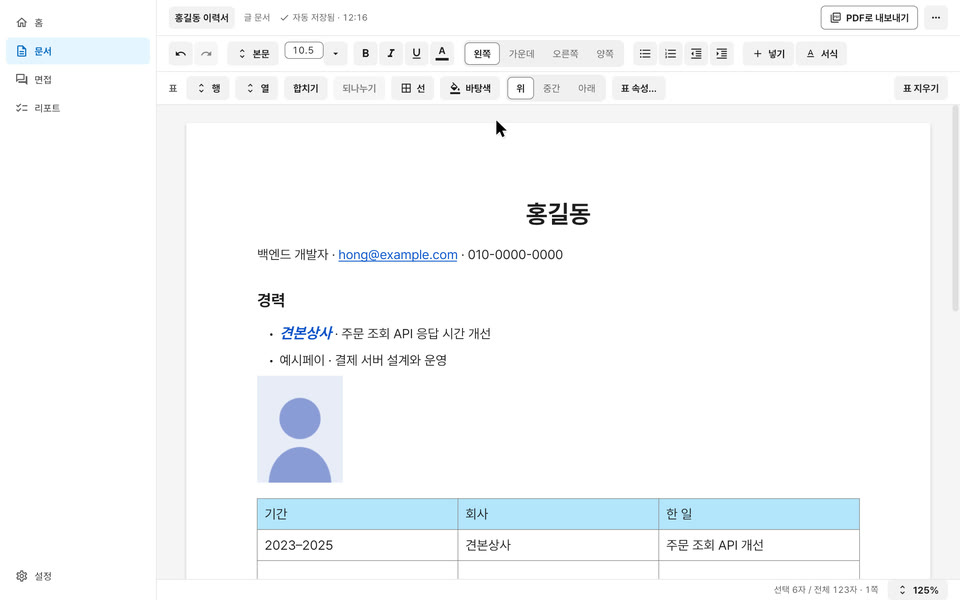 홈
문서
면접
리포트
설정
홍길동 이력서 글 문서 자동 저장됨 · 12:16 PDF로 내보내기
본문 10.5 B I U A 왼쪽 가운데 오른쪽 양쪽 넣기 서식
표 행 열 합치기 되나누기 선 바탕색 위 중간 아래 표 속성... 표 지우기
홍길동
백엔드 개발자 · hong@example.com · 010-0000-0000
경력
• 견본상사 · 주문 조회 API 응답 시간 개선
• 예시페이 · 결제 서버 설계와 운영
기간 회사 한 일
2023–2025 견본상사 주문 조회 API 개선
선택 6자 / 전체 123자 · 1쪽 125%